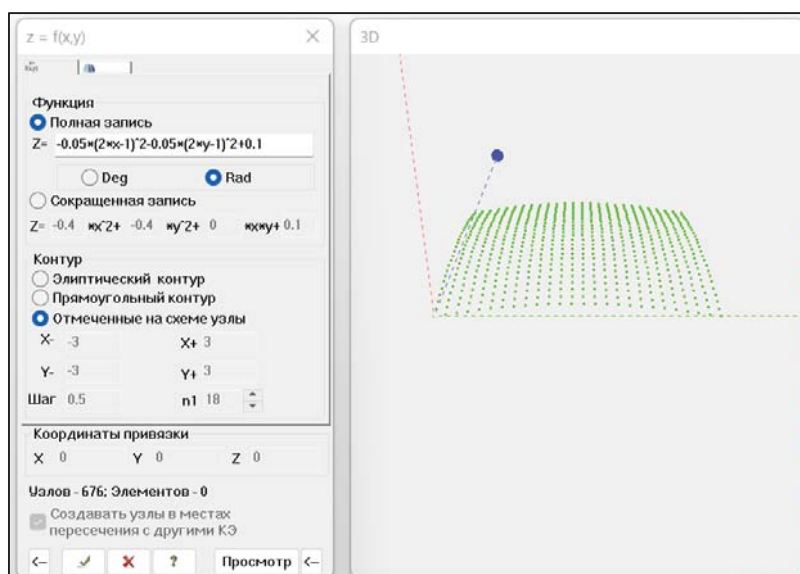 z = f(x,y)
3D
Функция
Полная запись
Z= -0.05*(2*x-1)^2-0.05*(2*y-1)^2+0.1
Deg Rad
Сокращенная запись
Z= -0.4 *x^2+ -0.4 *y^2+ 0 *x*y+ 0.1
Контур
Элиптический контур
Прямоугольный контур
Отмеченные на схеме узлы
X- -3 X+ 3
Y- -3 Y+ 3
Шаг 0.5 n1 18
Координаты привязки
X 0 Y 0 Z 0
Узлов - 676; Элементов - 0
Создавать узлы в местах
пересечения с другими КЭ
<- ? Просмотр <-